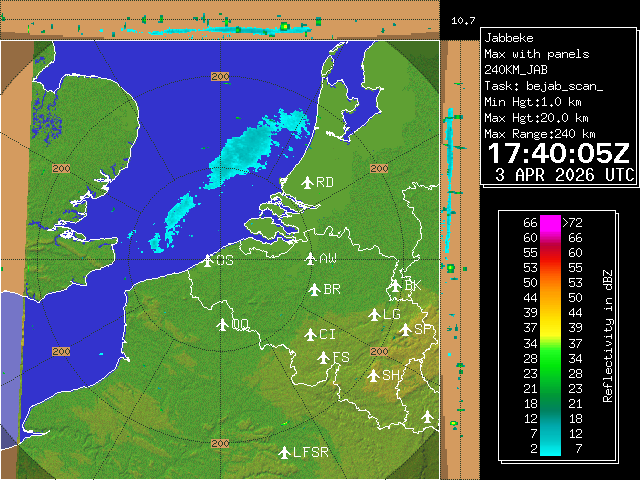 10.7
Jabbeke
Max with panels
240KM_JAB
Task: bejab_scan_
Min Hgt:1.0 km
Max Hgt:20.0 km
Max Range:240 km
17:40:05Z
3 APR 2026 UTC
200
200
200
RD
OS
AW
BR
BK
QO
LG
CI
SP
200
FS
200
SH
200
LFSR
66 >72
60 66
55 60
53 55
50 53
44 50
39 44
37 39
34 37
28 34
24 28
23 24
21 23
18 21
12 18
7 12
2 7
Reflectivity in dBZ